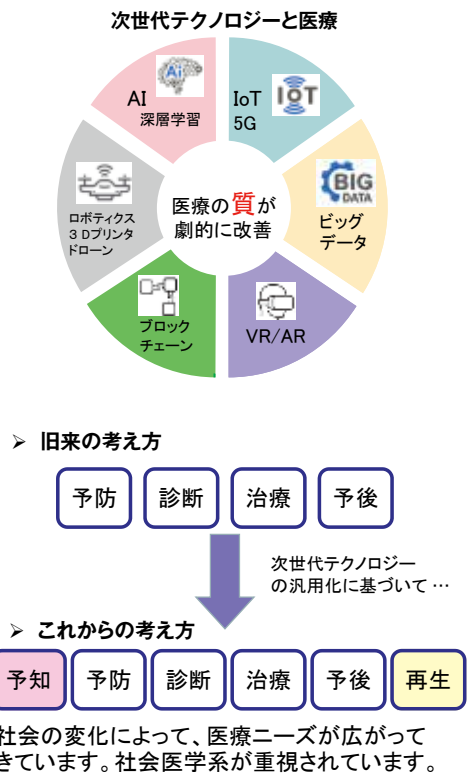 次世代テクノロジーと医療
AI
深層学習
Ai
IoT
5G
IOT
BIG
DATA
ビッグ
データ
VR/AR
ブロック
チェーン
ロボティクス
3Dプリンタ
ドローン
医療の質が
劇的に改善
➢ 旧来の考え方
予防 診断 治療 予後
次世代テクノロジー
の汎用化に基づいて…
➢ これからの考え方
予知 予防 診断 治療 予後 再生
社会の変化によって、医療ニーズが広がって
きています。社会医学系が重視されています。